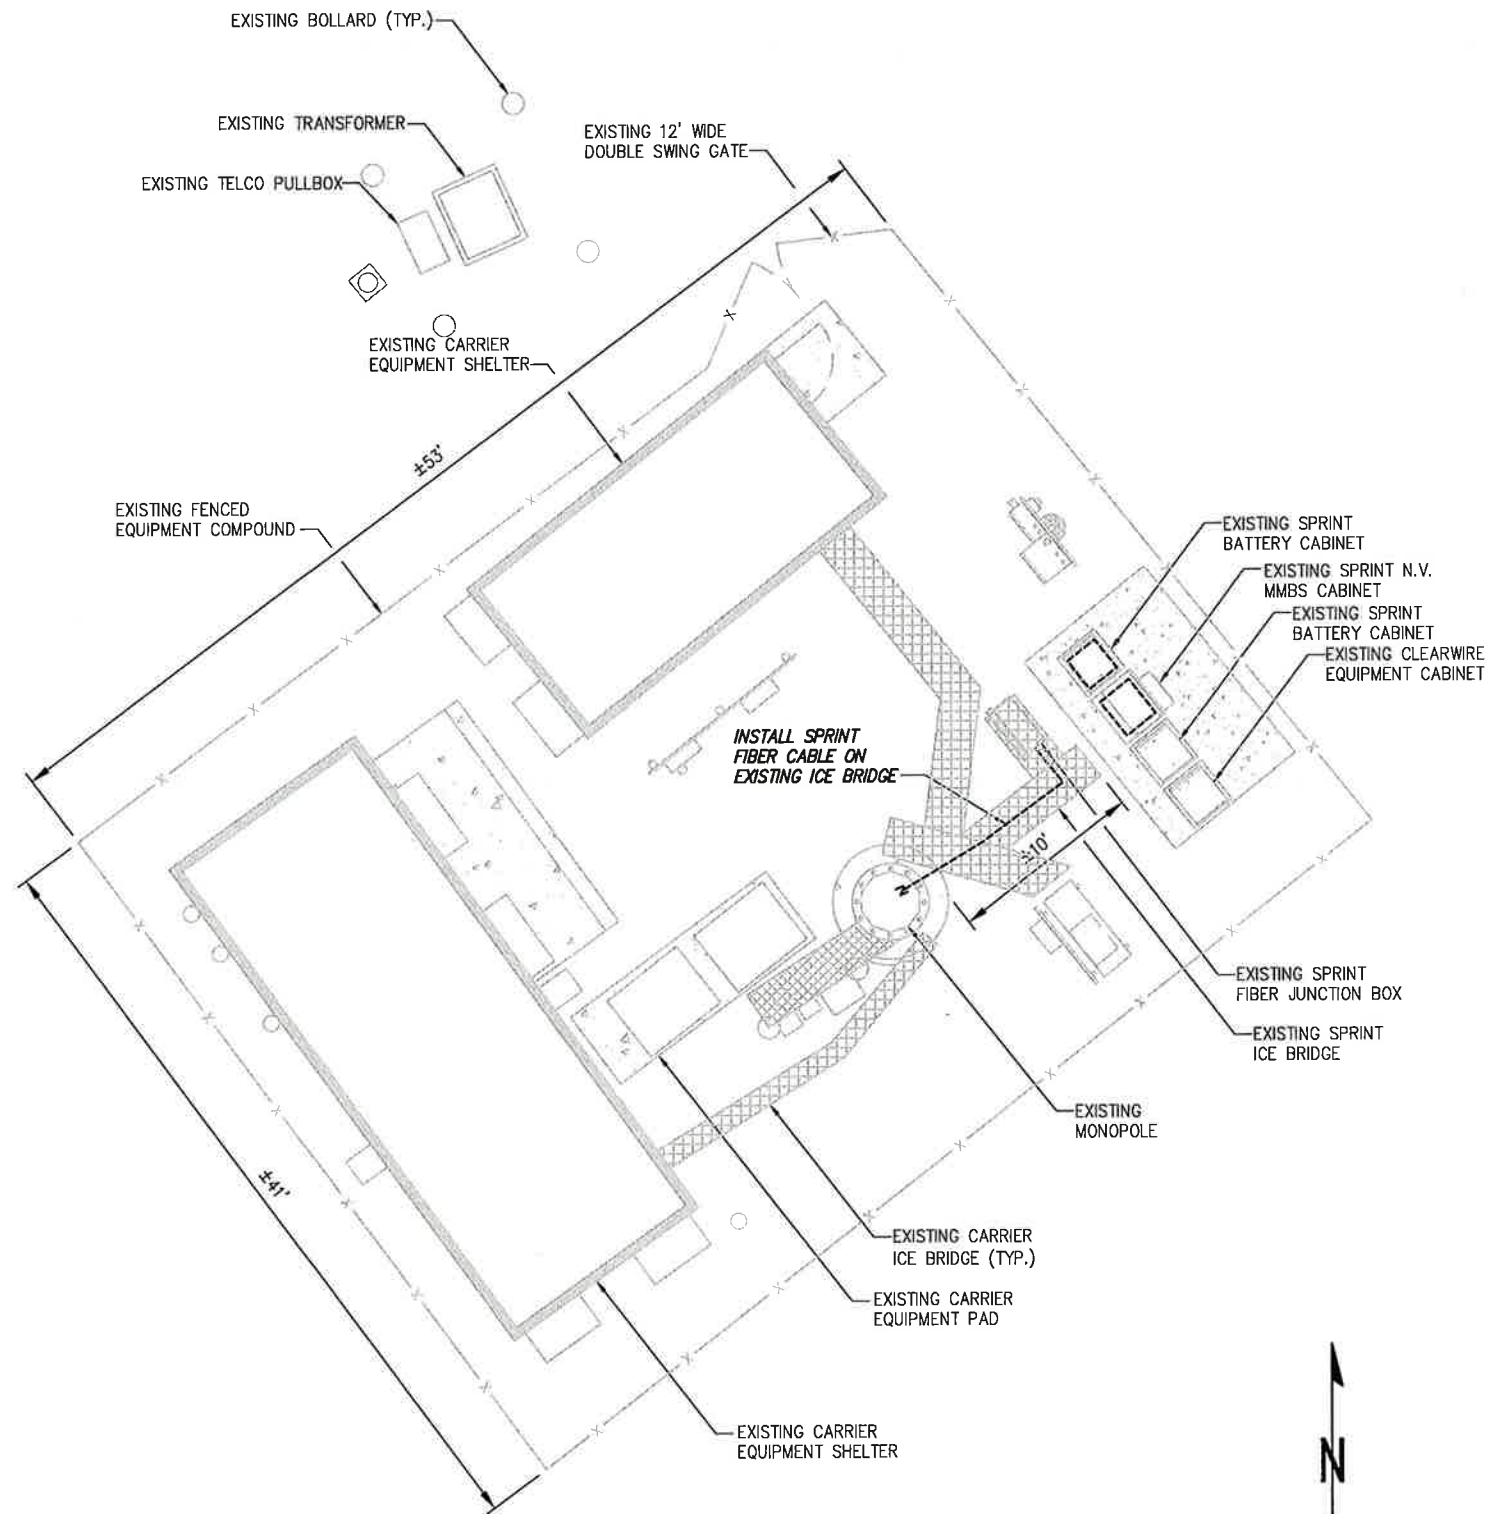 EXISTING BOLLARD (TYP.)
EXISTING TRANSFORMER
EXISTING 12' WIDE
DOUBLE SWING GATE
EXISTING TELCO PULLBOX
EXISTING CARRIER
EQUIPMENT SHELTER
±53'
EXISTING FENCED
EQUIPMENT COMPOUND
EXISTING SPRINT
BATTERY CABINET
EXISTING SPRINT N.V.
MMBS CABINET
EXISTING SPRINT
BATTERY CABINET
EXISTING CLEARWIRE
EQUIPMENT CABINET
INSTALL SPRINT
FIBER CABLE ON
EXISTING ICE BRIDGE
±10'
EXISTING SPRINT
FIBER JUNCTION BOX
EXISTING SPRINT
ICE BRIDGE
EXISTING
MONOPOLE
±41'
EXISTING CARRIER
ICE BRIDGE (TYP.)
EXISTING CARRIER
EQUIPMENT PAD
EXISTING CARRIER
EQUIPMENT SHELTER
N